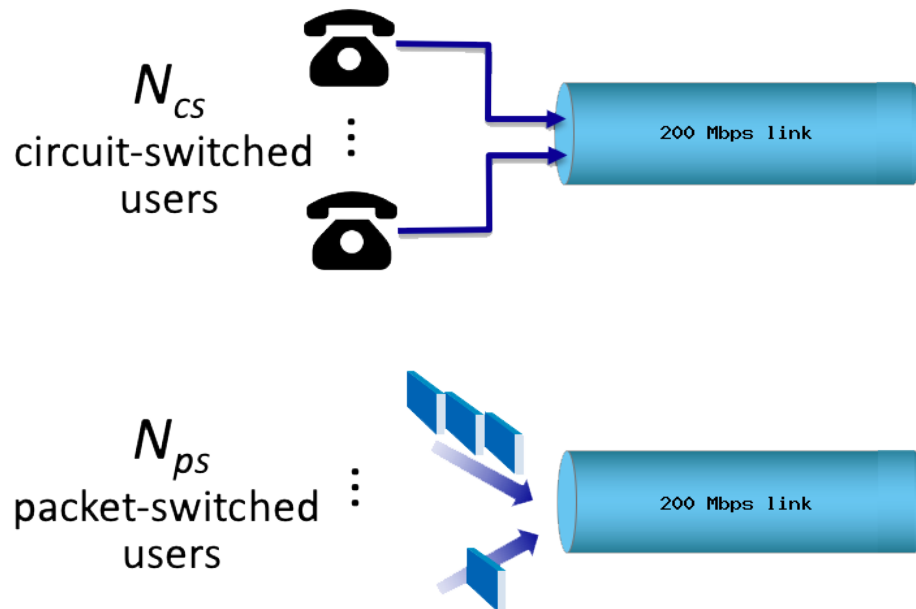 N_cs
circuit-switched
users
200 Mbps link
N_ps
packet-switched
users
200 Mbps link